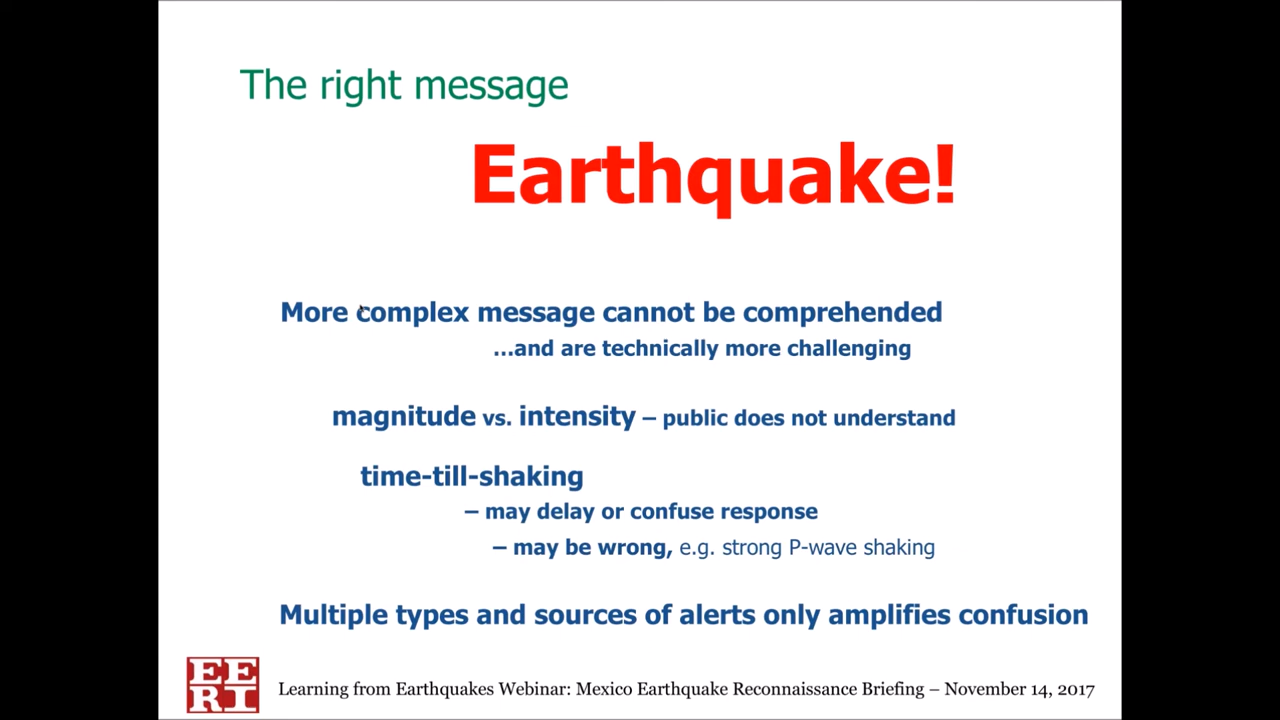 The right message
Earthquake!
More complex message cannot be comprehended
...and are technically more challenging
magnitude vs. intensity – public does not understand
time-till-shaking
– may delay or confuse response
– may be wrong, e.g. strong P-wave shaking
Multiple types and sources of alerts only amplifies confusion
EE
RI
Learning from Earthquakes Webinar: Mexico Earthquake Reconnaissance Briefing – November 14, 2017